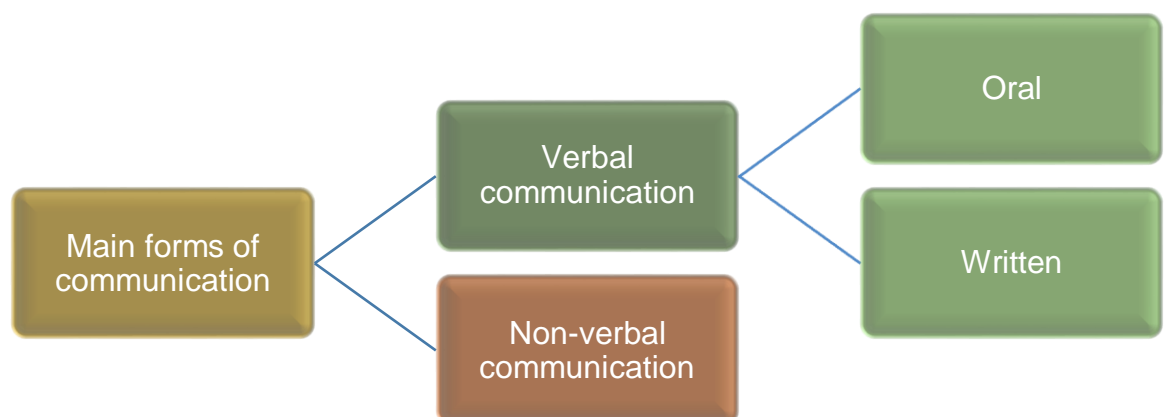 Main forms of
communication
Verbal
communication
Non-verbal
communication
Oral
Written